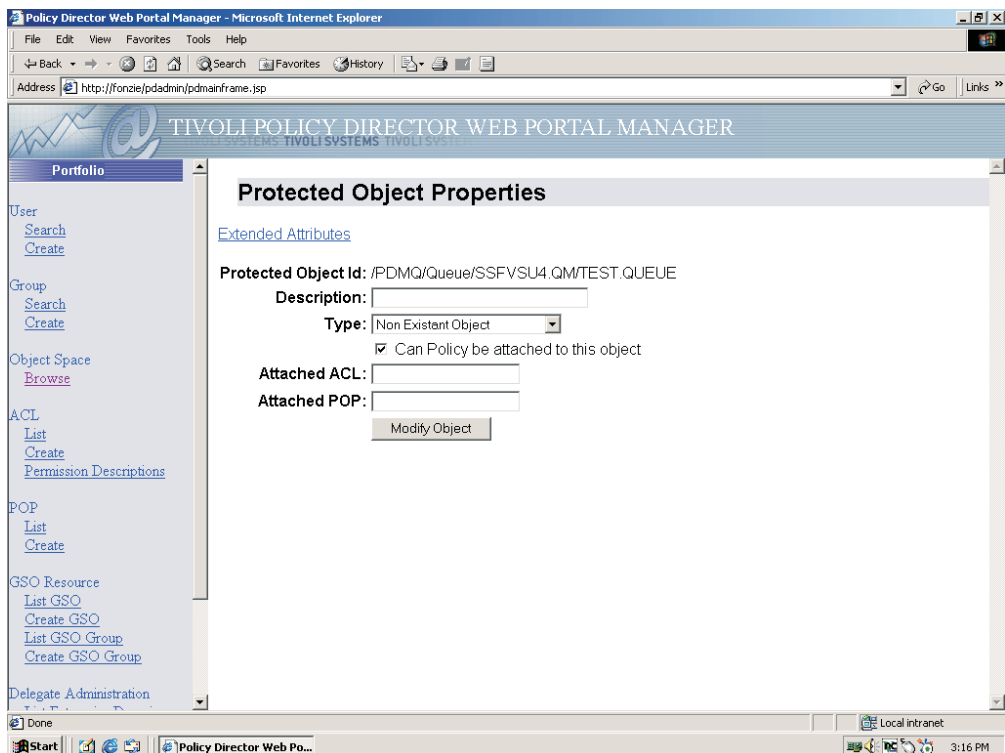 Policy Director Web Portal Manager - Microsoft Internet Explorer
File Edit View Favorites Tools Help
Back Search Favorites History
Address http://fonzie/pdadmin/pdmainframe.jsp Go Links »
TIVOLI POLICY DIRECTOR WEB PORTAL MANAGER
TIVOLI SYSTEMS
Portfolio
User
Search
Create
Group
Search
Create
Object Space
Browse
ACL
List
Create
Permission Descriptions
POP
List
Create
GSO Resource
List GSO
Create GSO
List GSO Group
Create GSO Group
Delegate Administration
Protected Object Properties
Extended Attributes
Protected Object Id: /PDMQ/Queue/SSFVSU4.QM/TEST.QUEUE
Description:
Type: Non Existant Object
Can Policy be attached to this object
Attached ACL:
Attached POP:
Modify Object
Done Local intranet
Start Policy Director Web Po... 3:16 PM